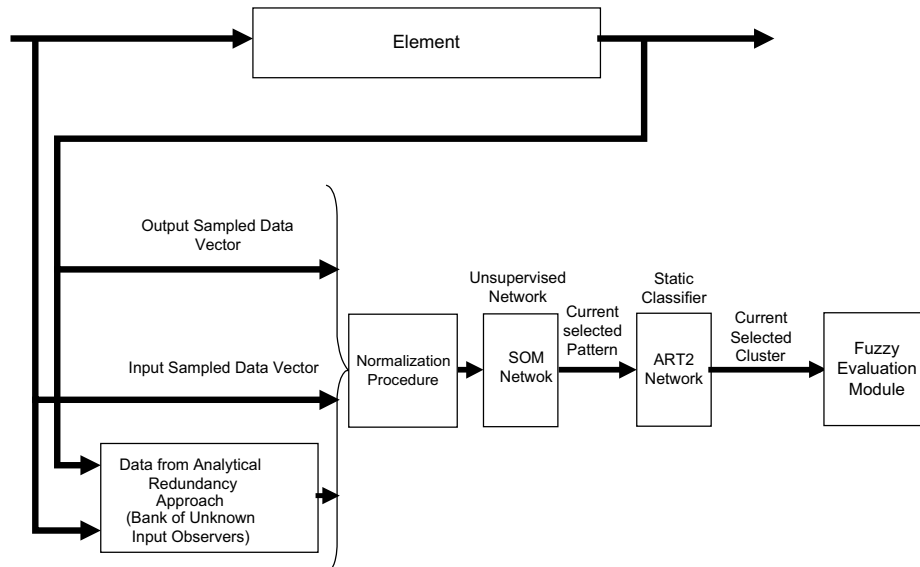 Element
Output Sampled Data
Vector
Input Sampled Data Vector
Data from Analytical
Redundancy
Approach
(Bank of Unknown
Input Observers)
Normalization
Procedure
Unsupervised
Network
SOM
Netwok
Current
selected
Pattern
Static
Classifier
ART2
Network
Current
Selected
Cluster
Fuzzy
Evaluation
Module